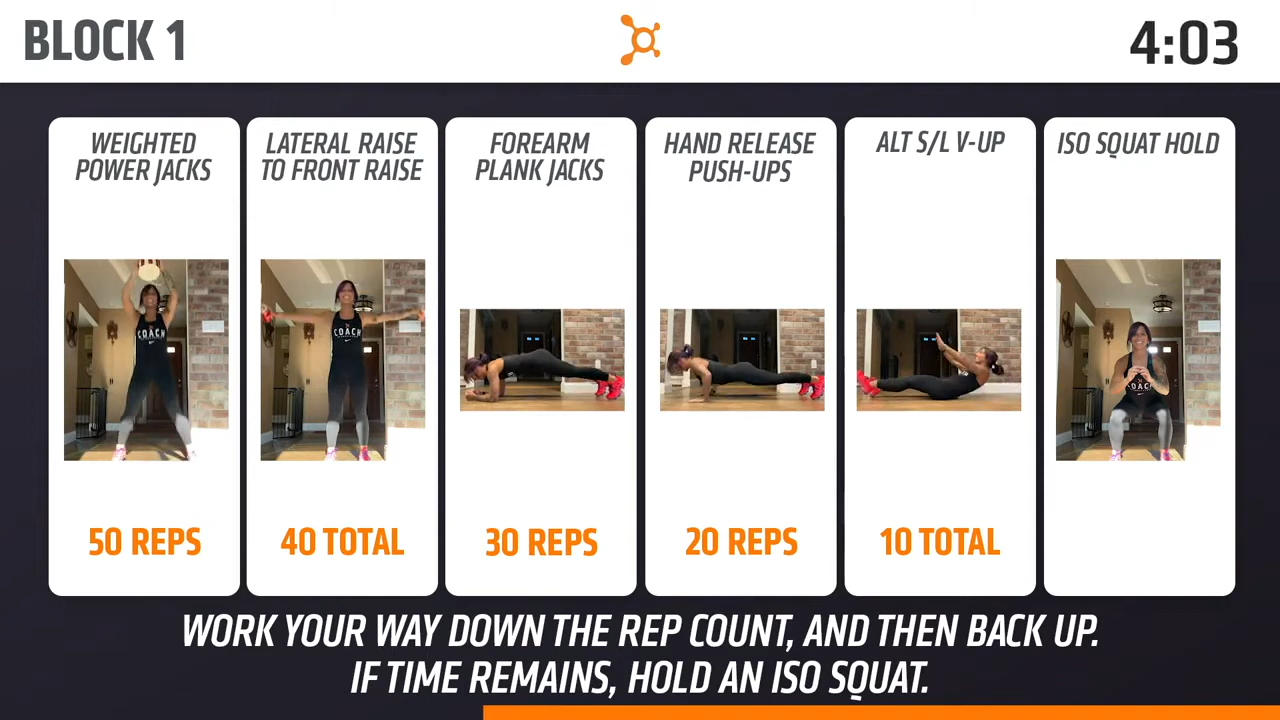 BLOCK 1
4:03
WEIGHTED
POWER JACKS
LATERAL RAISE
TO FRONT RAISE
FOREARM
PLANK JACKS
HAND RELEASE
PUSH-UPS
ALT S/L V-UP
ISO SQUAT HOLD
COACH
COACH
COACH
50 REPS
40 TOTAL
30 REPS
20 REPS
10 TOTAL
WORK YOUR WAY DOWN THE REP COUNT, AND THEN BACK UP.
IF TIME REMAINS, HOLD AN ISO SQUAT.